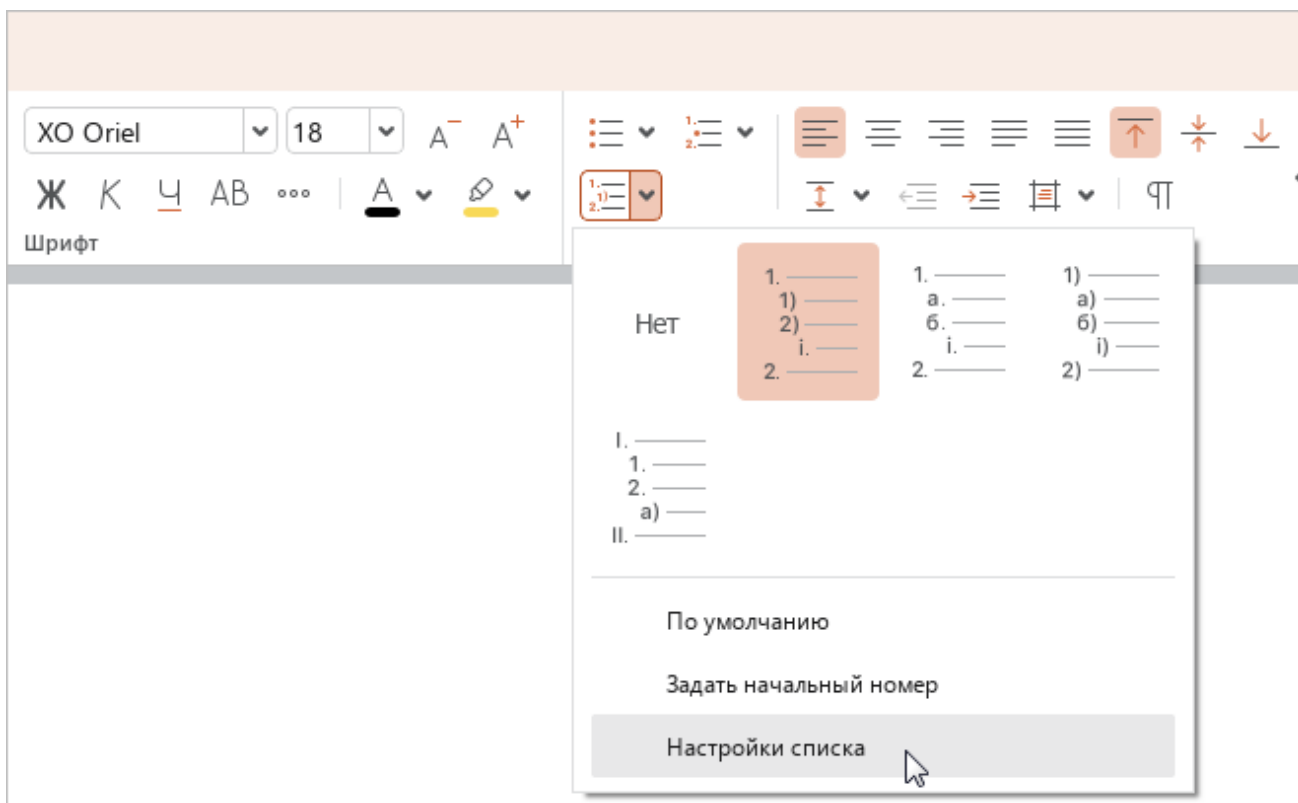 XO Oriel 18 A⁻ A⁺
Ж К Ч АВ А
Шрифт
Нет
1.
1)
2)
i.
2.
1.
а.
б.
i.
2.
1)
а)
б)
i)
2)
I.
1.
2.
а)
II.
По умолчанию
Задать начальный номер
Настройки списка